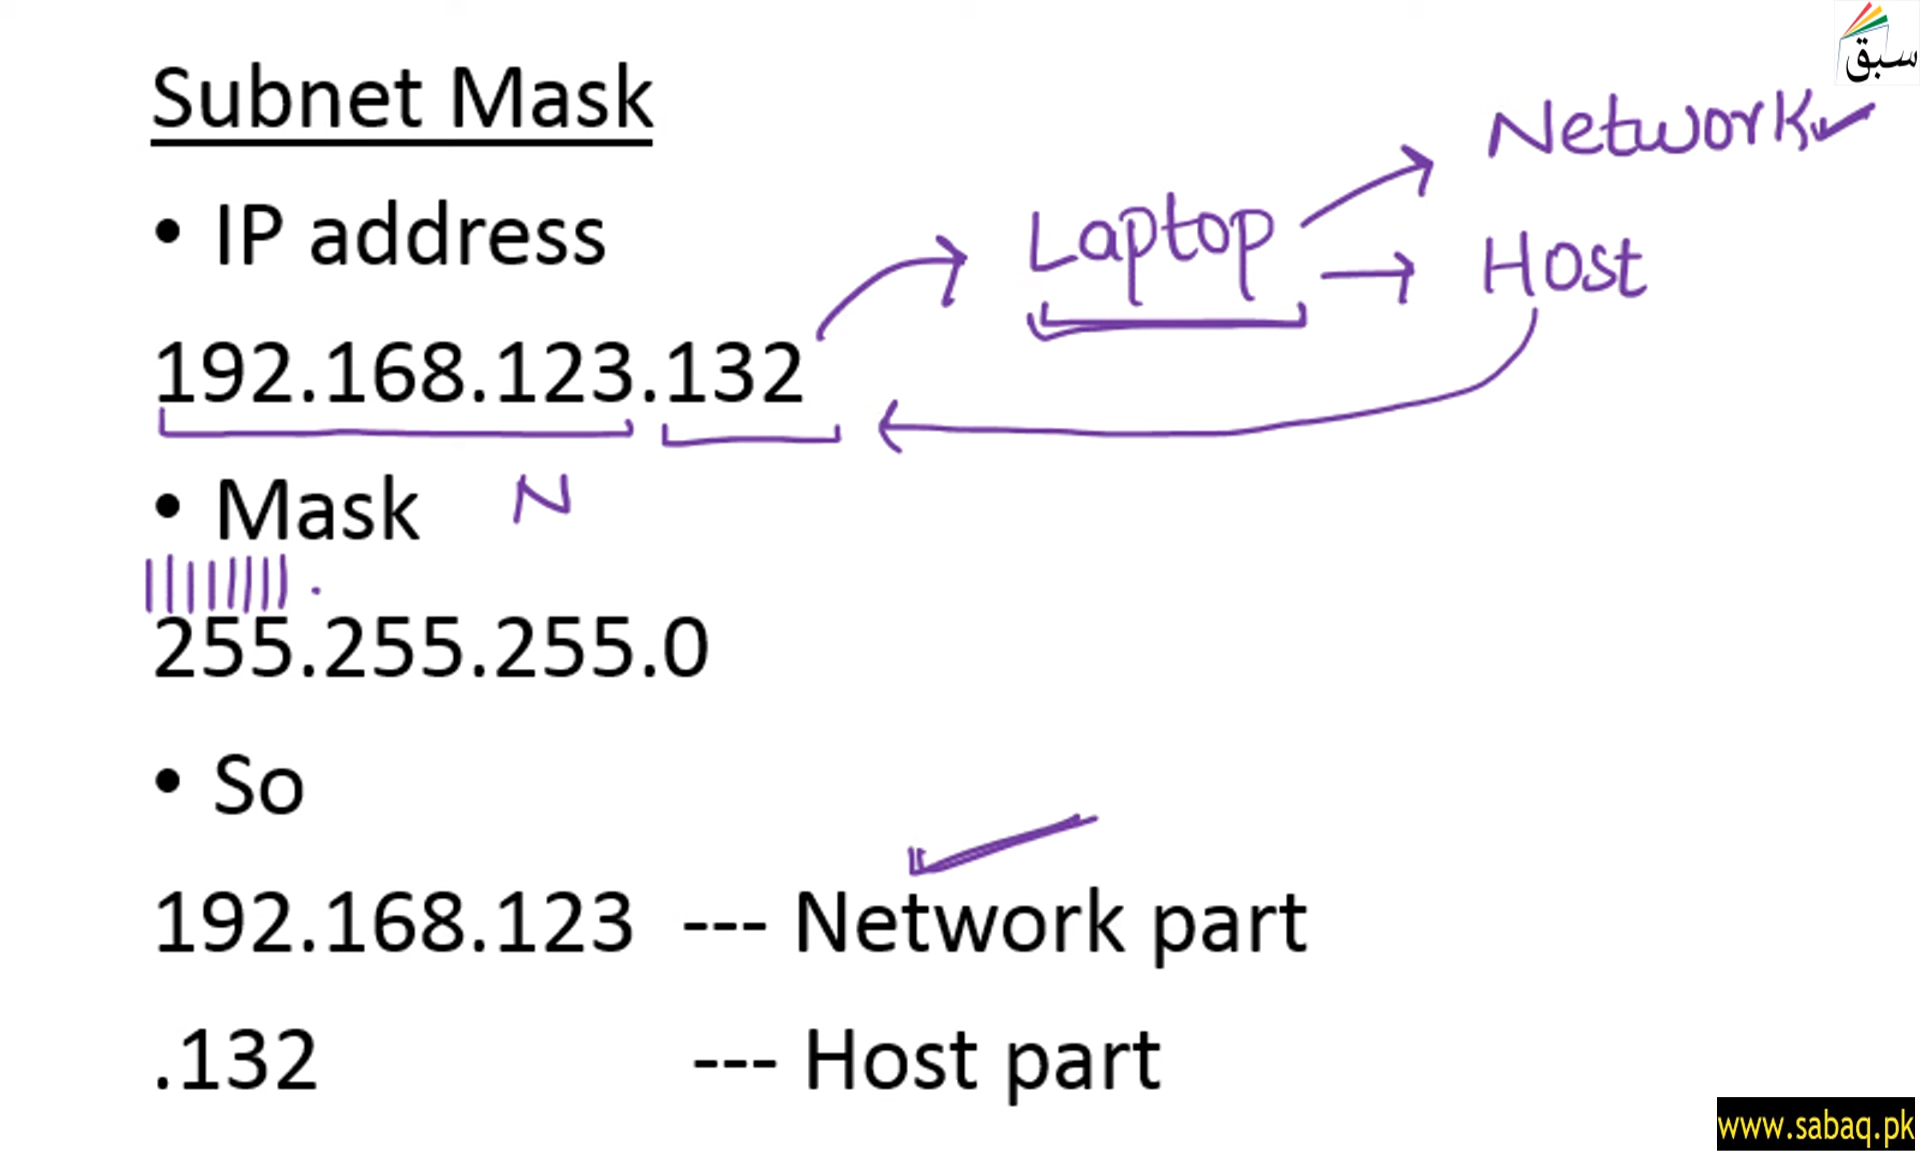 سبق
Subnet Mask
Network
• IP address
Laptop
Host
192.168.123.132
• Mask
N
||||||||.
255.255.255.0
• So
192.168.123 --- Network part
.132 --- Host part
www.sabaq.pk